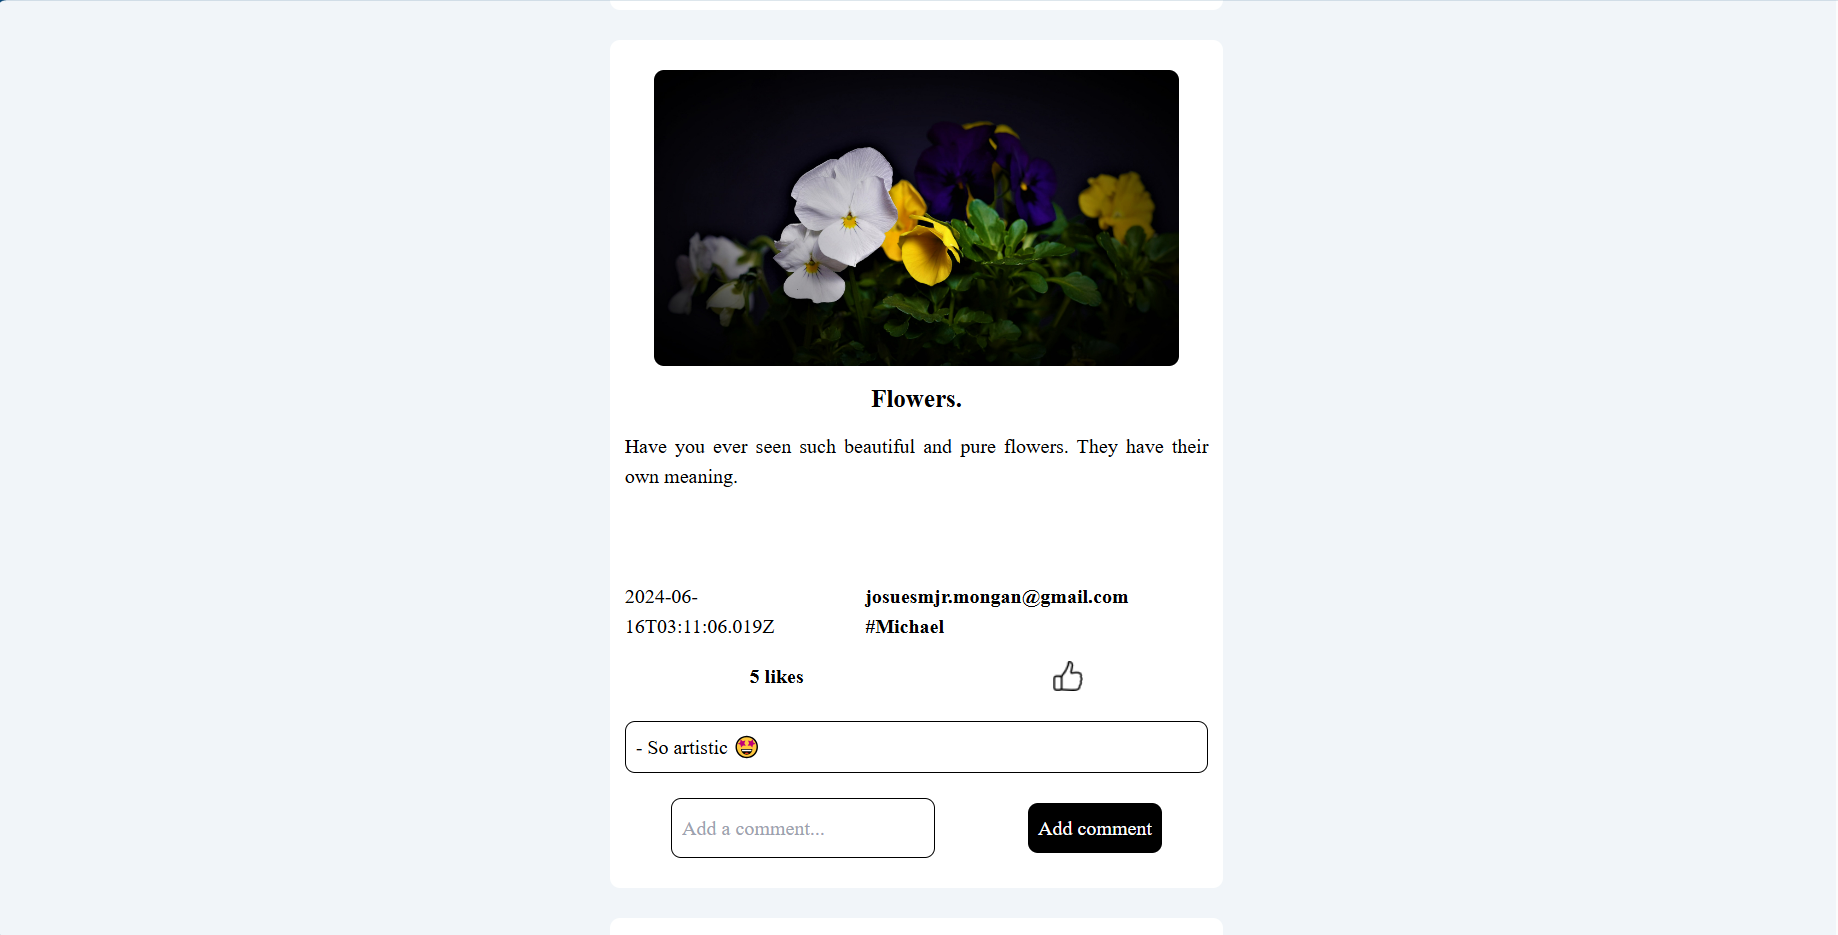 Flowers.
Have you ever seen such beautiful and pure flowers. They have their
own meaning.
2024-06-
16T03:11:06.019Z
josuesmjr.mongan@gmail.com
#Michael
5 likes
- So artistic 🤩
Add a comment...
Add comment